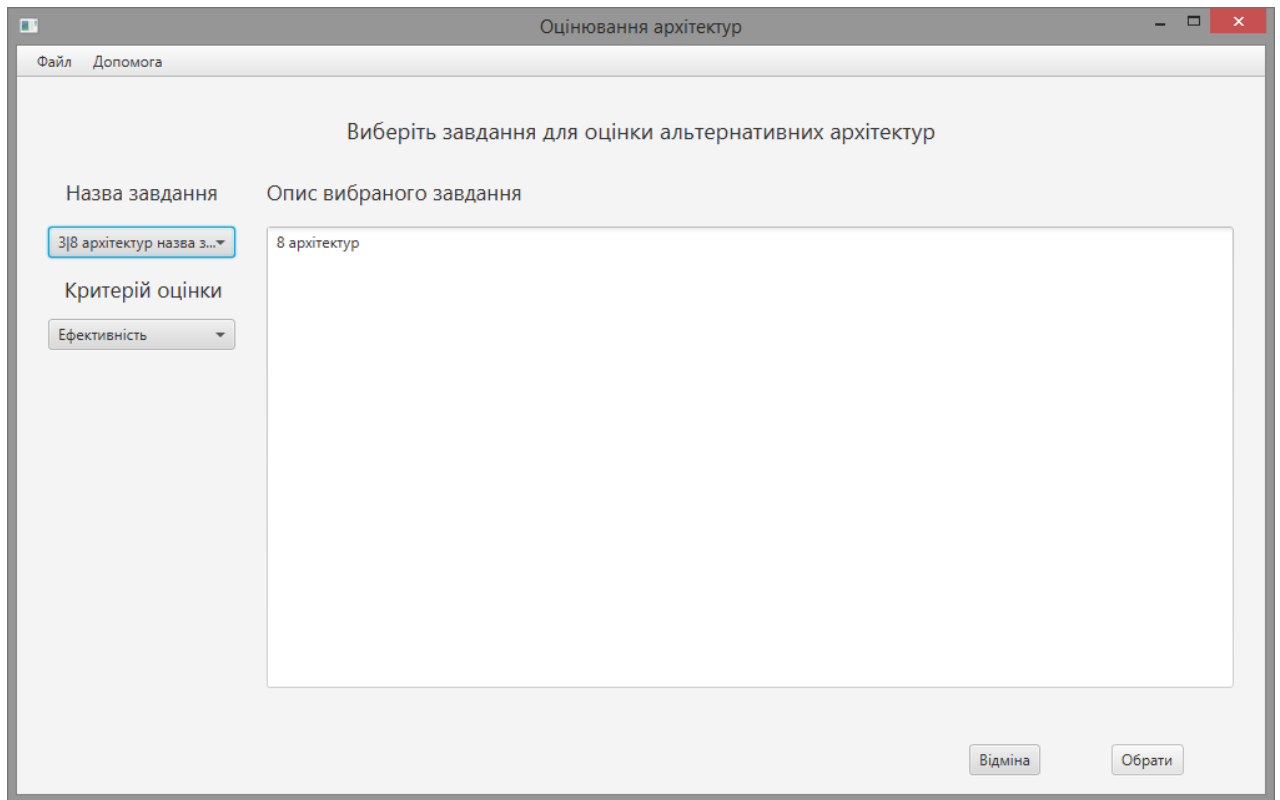 Оцінювання архітектур
Файл Допомога
Виберіть завдання для оцінки альтернативних архітектур
Назва завдання
Опис вибраного завдання
3|8 архітектур назва з...
8 архітектур
Критерій оцінки
Ефективність
Відміна
Обрати